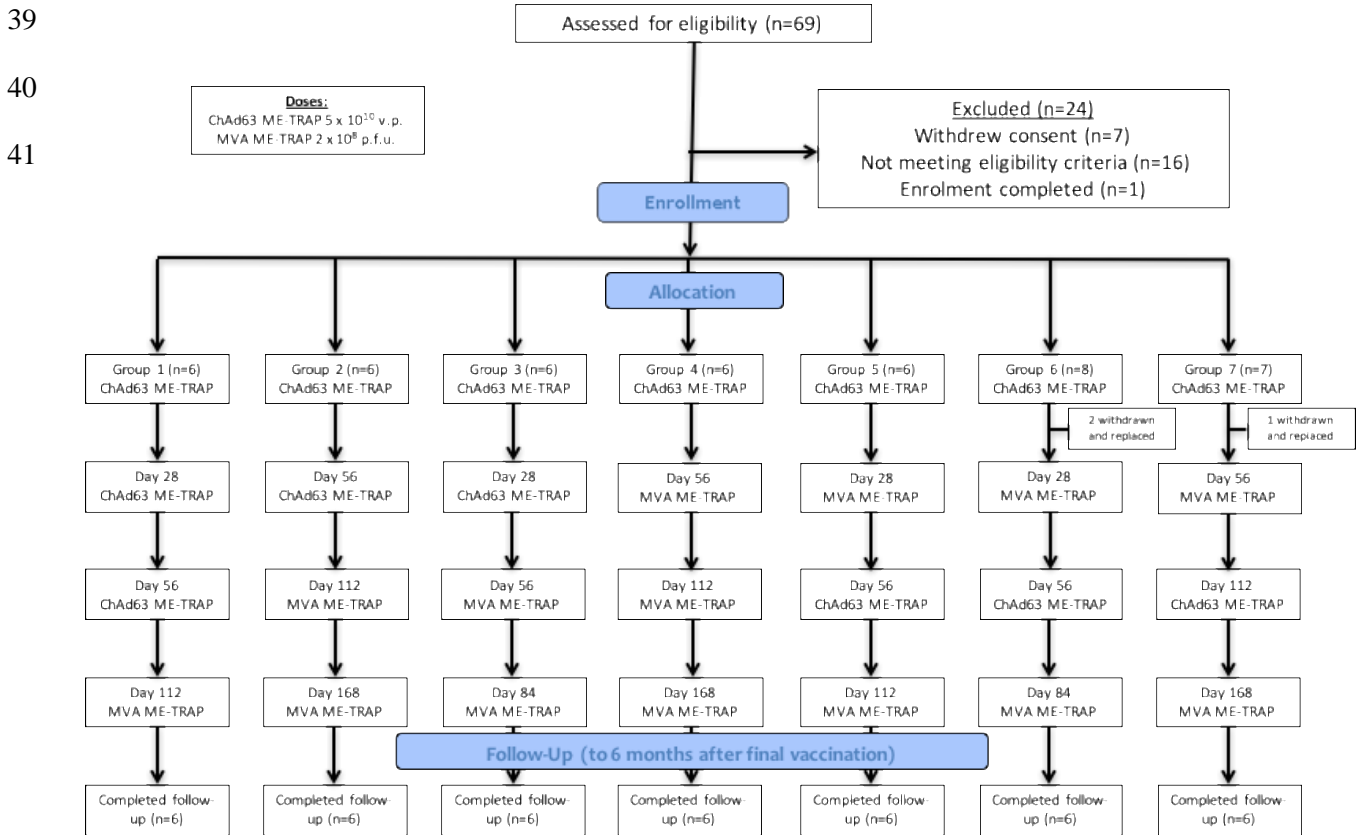 39
Assessed for eligibility (n=69)
40
Doses:
ChAd63 ME-TRAP 5 x 10¹⁰ v.p.
MVA ME-TRAP 2 x 10⁸ p.f.u.
41
Excluded (n=24)
Withdrew consent (n=7)
Not meeting eligibility criteria (n=16)
Enrolment completed (n=1)
Enrollment
Allocation
Group 1 (n=6)
ChAd63 ME-TRAP
Group 2 (n=6)
ChAd63 ME-TRAP
Group 3 (n=6)
ChAd63 ME-TRAP
Group 4 (n=6)
ChAd63 ME-TRAP
Group 5 (n=6)
ChAd63 ME-TRAP
Group 6 (n=8)
ChAd63 ME-TRAP
Group 7 (n=7)
ChAd63 ME-TRAP
2 withdrawn
and replaced
1 withdrawn
and replaced
Day 28
ChAd63 ME-TRAP
Day 56
ChAd63 ME-TRAP
Day 28
ChAd63 ME-TRAP
Day 56
MVA ME-TRAP
Day 28
MVA ME-TRAP
Day 28
MVA ME-TRAP
Day 56
MVA ME-TRAP
Day 56
ChAd63 ME-TRAP
Day 112
MVA ME-TRAP
Day 56
MVA ME-TRAP
Day 112
MVA ME-TRAP
Day 56
ChAd63 ME-TRAP
Day 56
ChAd63 ME-TRAP
Day 112
ChAd63 ME-TRAP
Day 112
MVA ME-TRAP
Day 168
MVA ME-TRAP
Day 84
MVA ME-TRAP
Day 168
MVA ME-TRAP
Day 112
MVA ME-TRAP
Day 84
MVA ME-TRAP
Day 168
MVA ME-TRAP
Follow-Up (to 6 months after final vaccination)
Completed follow-
up (n=6)
Completed follow-
up (n=6)
Completed follow-
up (n=6)
Completed follow-
up (n=6)
Completed follow-
up (n=6)
Completed follow-
up (n=6)
Completed follow-
up (n=6)